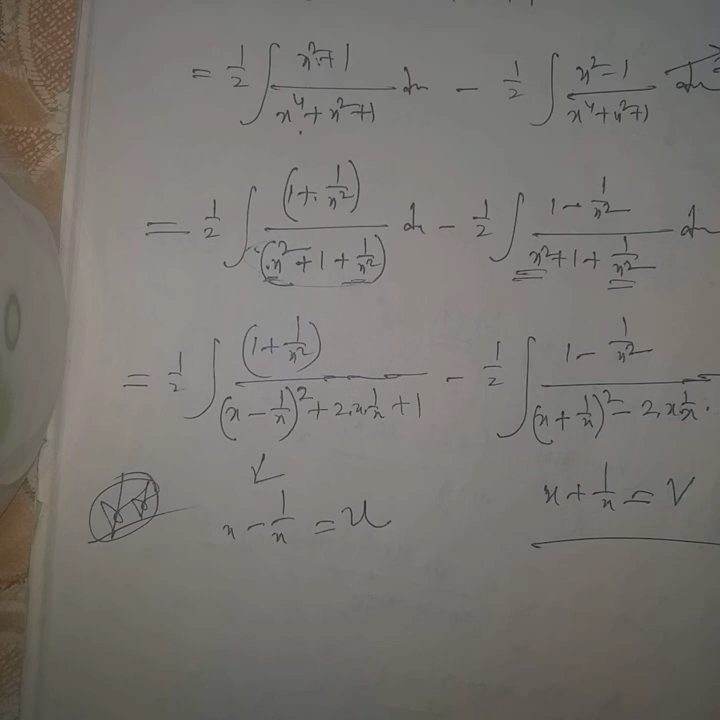 = 1/2 ∫ (x²+1)/(x⁴+x²+1) dx − 1/2 ∫ (x²−1)/(x⁴+x²+1) dx
= 1/2 ∫ (1+1/x²)/(x²+1+1/x²) dx − 1/2 ∫ (1−1/x²)/(x²+1+1/x²) dx
= 1/2 ∫ (1+1/x²)/((x−1/x)²+2.x.1/x+1) − 1/2 ∫ (1−1/x²)/((x+1/x)²−2.x.1/x.
x−1/x=u x+1/x=V